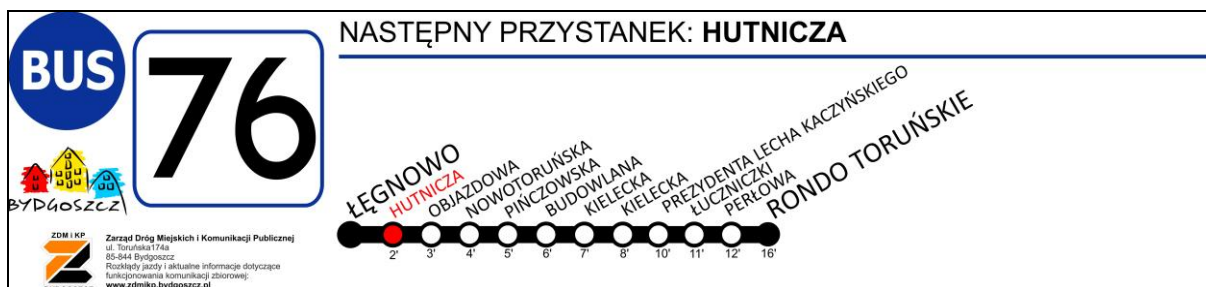 BUS
76
NASTĘPNY PRZYSTANEK: HUTNICZA
BYDGOSZCZ
ŁĘGNOWO
HUTNICZA
OBJAZDOWA
NOWOTORUŃSKA
PIŃCZOWSKA
BUDOWLANA
KIELECKA
KIELECKA
PREZYDENTA LECHA KACZYŃSKIEGO
ŁUCZNICZKI
PERŁOWA
RONDO TORUŃSKIE
2' 3' 4' 5' 6' 7' 8' 10' 11' 12' 16'
ZDM i KP
Zarząd Dróg Miejskich i Komunikacji Publicznej
ul. Toruńska174a
85-844 Bydgoszcz
Rozkłady jazdy i aktualne informacje dotyczące
funkcjonowania komunikacji zbiorowej:
www.zdmikp.bydgoszcz.pl